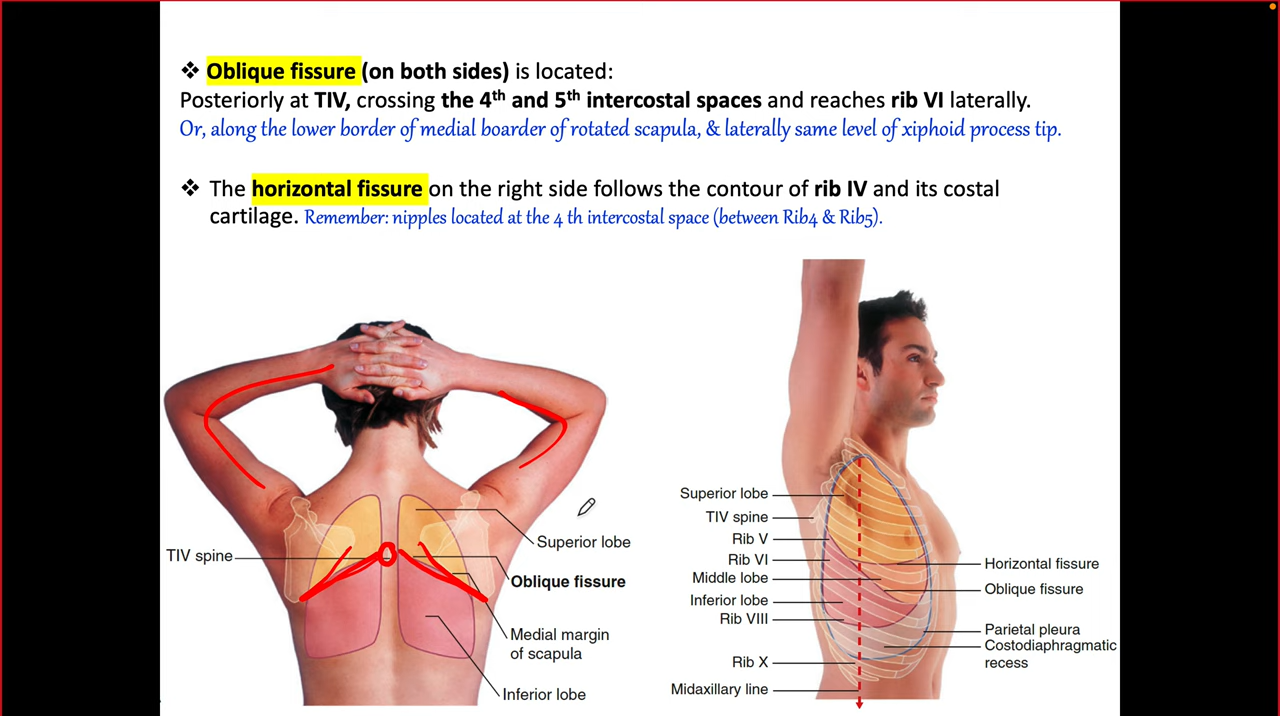 ❖ Oblique fissure (on both sides) is located:
Posteriorly at TIV, crossing the 4th and 5th intercostal spaces and reaches rib VI laterally.
Or, along the lower border of medial boarder of rotated scapula, & laterally same level of xiphoid process tip.
❖ The horizontal fissure on the right side follows the contour of rib IV and its costal
cartilage. Remember: nipples located at the 4 th intercostal space (between Rib4 & Rib5).
TIV spine
Superior lobe
Oblique fissure
Medial margin
of scapula
Inferior lobe
Superior lobe
TIV spine
Rib V
Rib VI
Middle lobe
Inferior lobe
Rib VIII
Rib X
Midaxillary line
Horizontal fissure
Oblique fissure
Parietal pleura
Costodiaphragmatic
recess